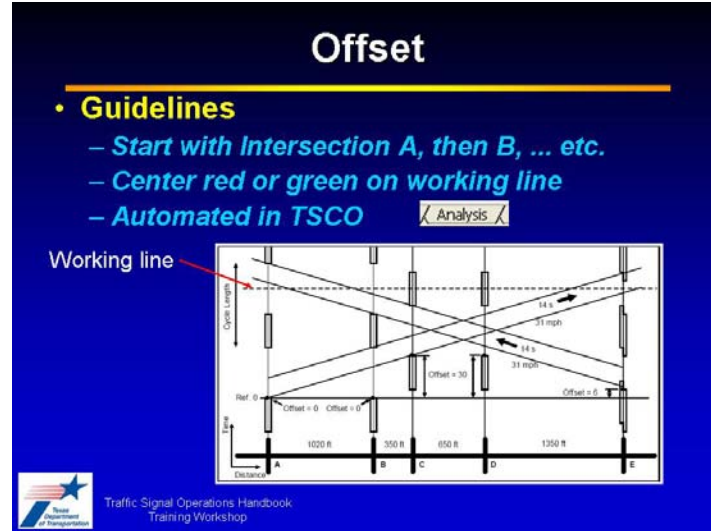 Offset
• Guidelines
– Start with Intersection A, then B, ... etc.
– Center red or green on working line
– Automated in TSCO
Analysis
Working line
Cycle Length
14 s
31 mph
14 s
31 mph
Offset = 30
Offset = 6
Ref. 0
Offset = 0
Offset = 0
Time
1020 ft
350 ft
650 ft
1350 ft
A
B
C
D
E
Distance
Texas
Department
of Transportation
Traffic Signal Operations Handbook
Training Workshop